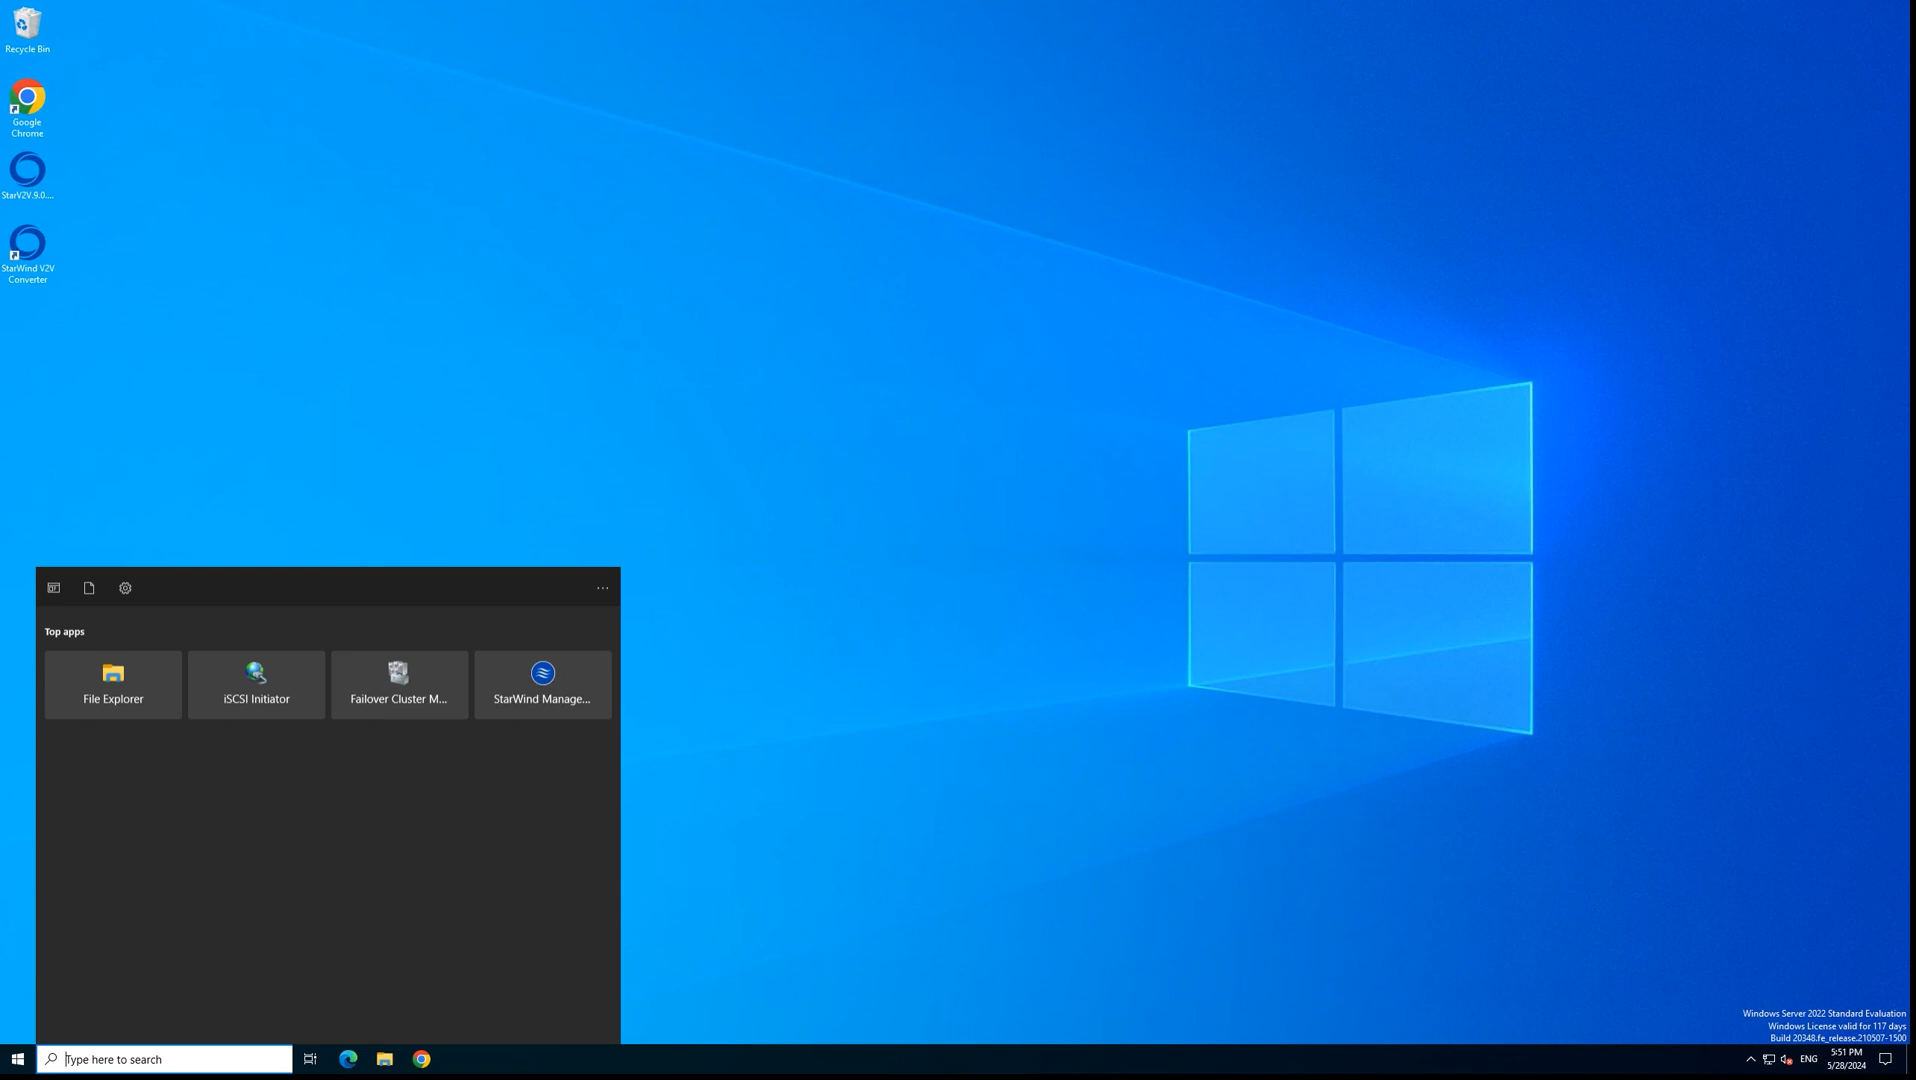 Recycle Bin
Google
Chrome
StarV2V.9.0....
StarWind V2V
Converter
Top apps
File Explorer
iSCSI Initiator
Failover Cluster M...
StarWind Manage...
Windows Server 2022 Standard Evaluation
Windows License valid for 117 days
Build 20348.fe_release.210507-1500
Type here to search
ENG
5:51 PM
5/28/2024